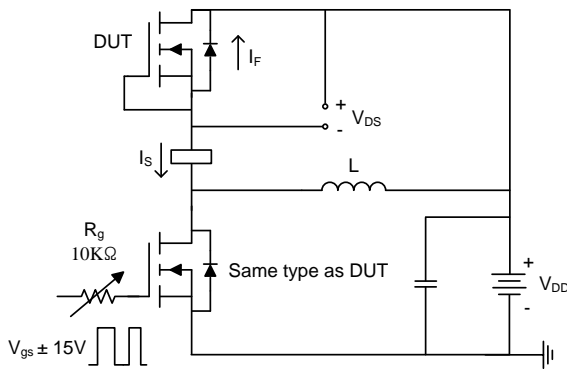 DUT
I_F
+
V_DS
-
I_S
L
R_g
10KΩ
Same type as DUT
+
V_DD
-
V_gs ± 15V